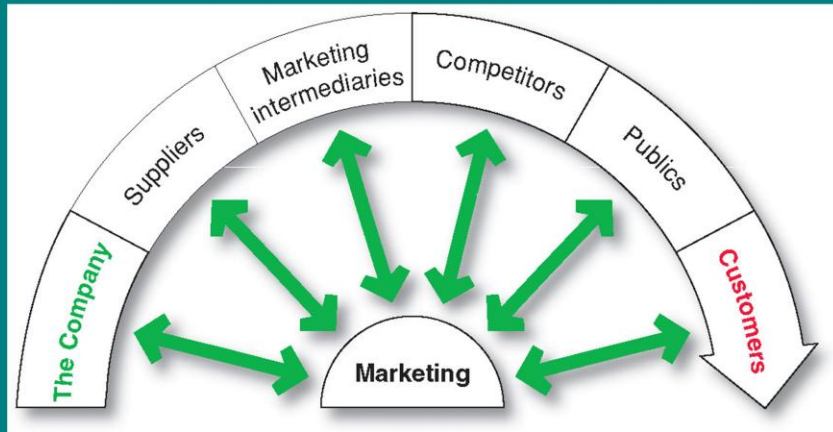 The Company
Suppliers
Marketing
intermediaries
Competitors
Publics
Customers
Marketing